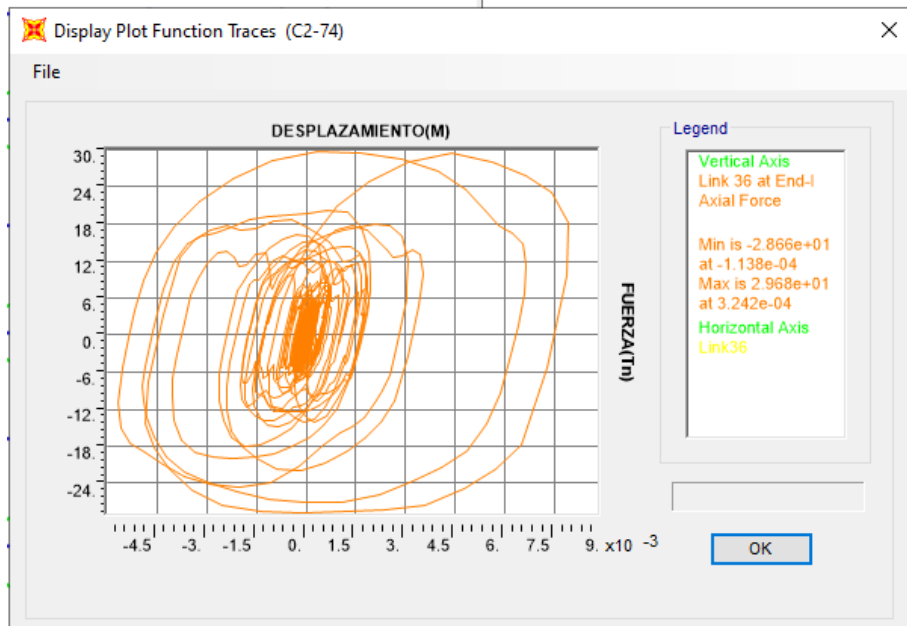 Display Plot Function Traces (C2-74)
File
DESPLAZAMIENTO(M)
30.
24.
18.
12.
6.
0.
-6.
-12.
-18.
-24.
-4.5 -3. -1.5 0. 1.5 3. 4.5 6. 7.5 9. x10 -3
FUERZA(Tn)
Legend
Vertical Axis
Link 36 at End-I
Axial Force
Min is -2.866e+01
at -1.138e-04
Max is 2.968e+01
at 3.242e-04
Horizontal Axis
Link36
OK